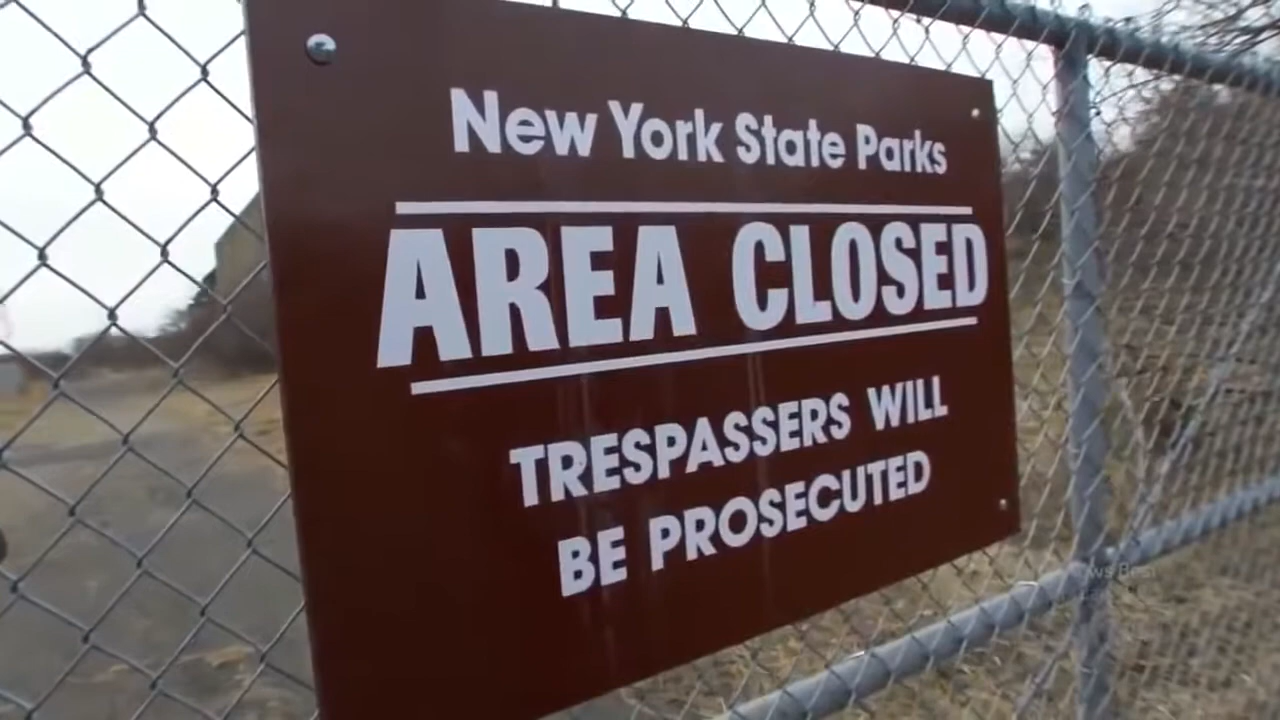 New York State Parks
AREA CLOSED
TRESPASSERS WILL
BE PROSECUTED